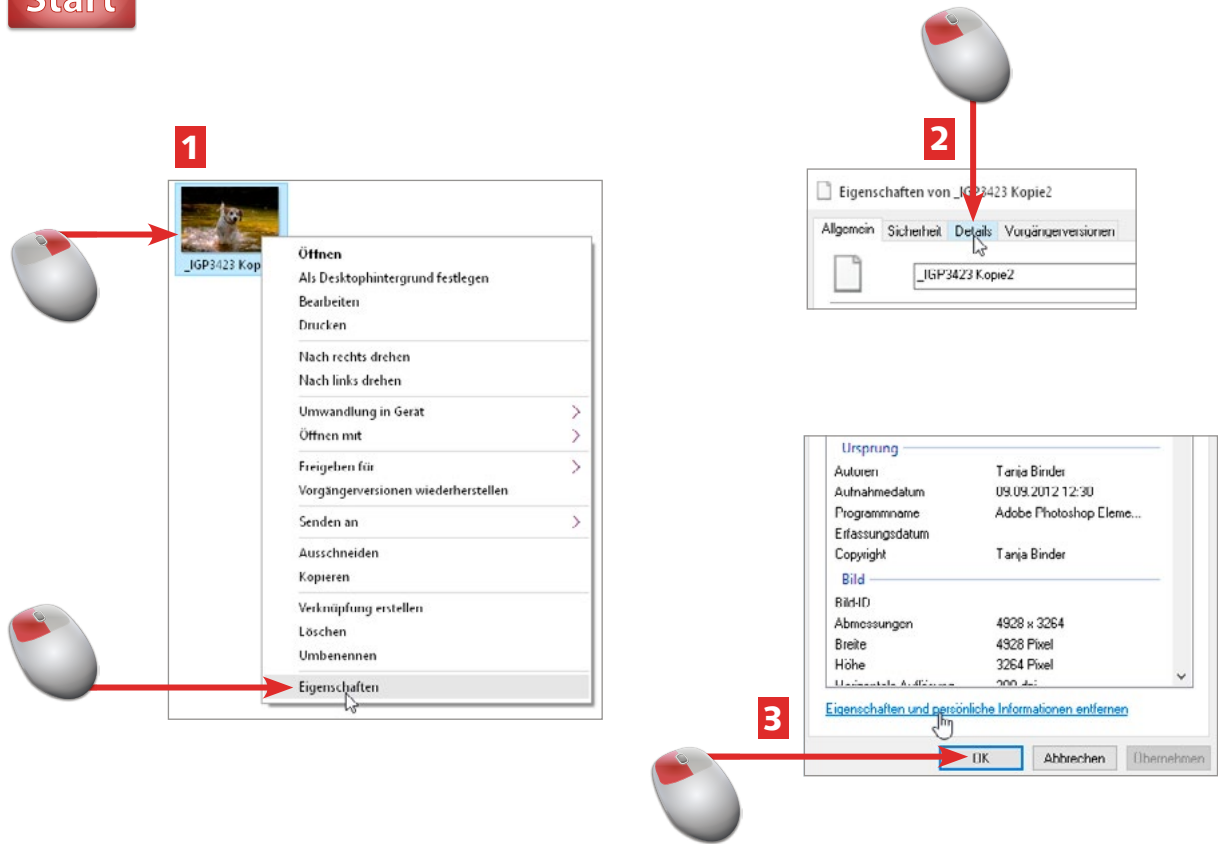 Start
1
_IGP3423 Kop
Öffnen
Als Desktophintergrund festlegen
Bearbeiten
Drucken
Nach rechts drehen
Nach links drehen
Umwandlung in Gerät
Öffnen mit
Freigeben für
Vorgängerversionen wiederherstellen
Senden an
Ausschneiden
Kopieren
Verknüpfung erstellen
Löschen
Umbenennen
Eigenschaften
2
Eigenschaften von _IGP3423 Kopie2
Allgemein Sicherheit Details Vorgängerversionen
_IGP3423 Kopie2
Ursprung
Autoren Tanja Binder
Aufnahmedatum 09.09.2012 12:30
Programmname Adobe Photoshop Eleme...
Erfassungsdatum
Copyright Tanja Binder
Bild
Bild-ID
Abmessungen 4928 x 3264
Breite 4928 Pixel
Höhe 3264 Pixel
Horizontale Auflösung 300 dpi
Eigenschaften und persönliche Informationen entfernen
3
OK Abbrechen Übernehmen